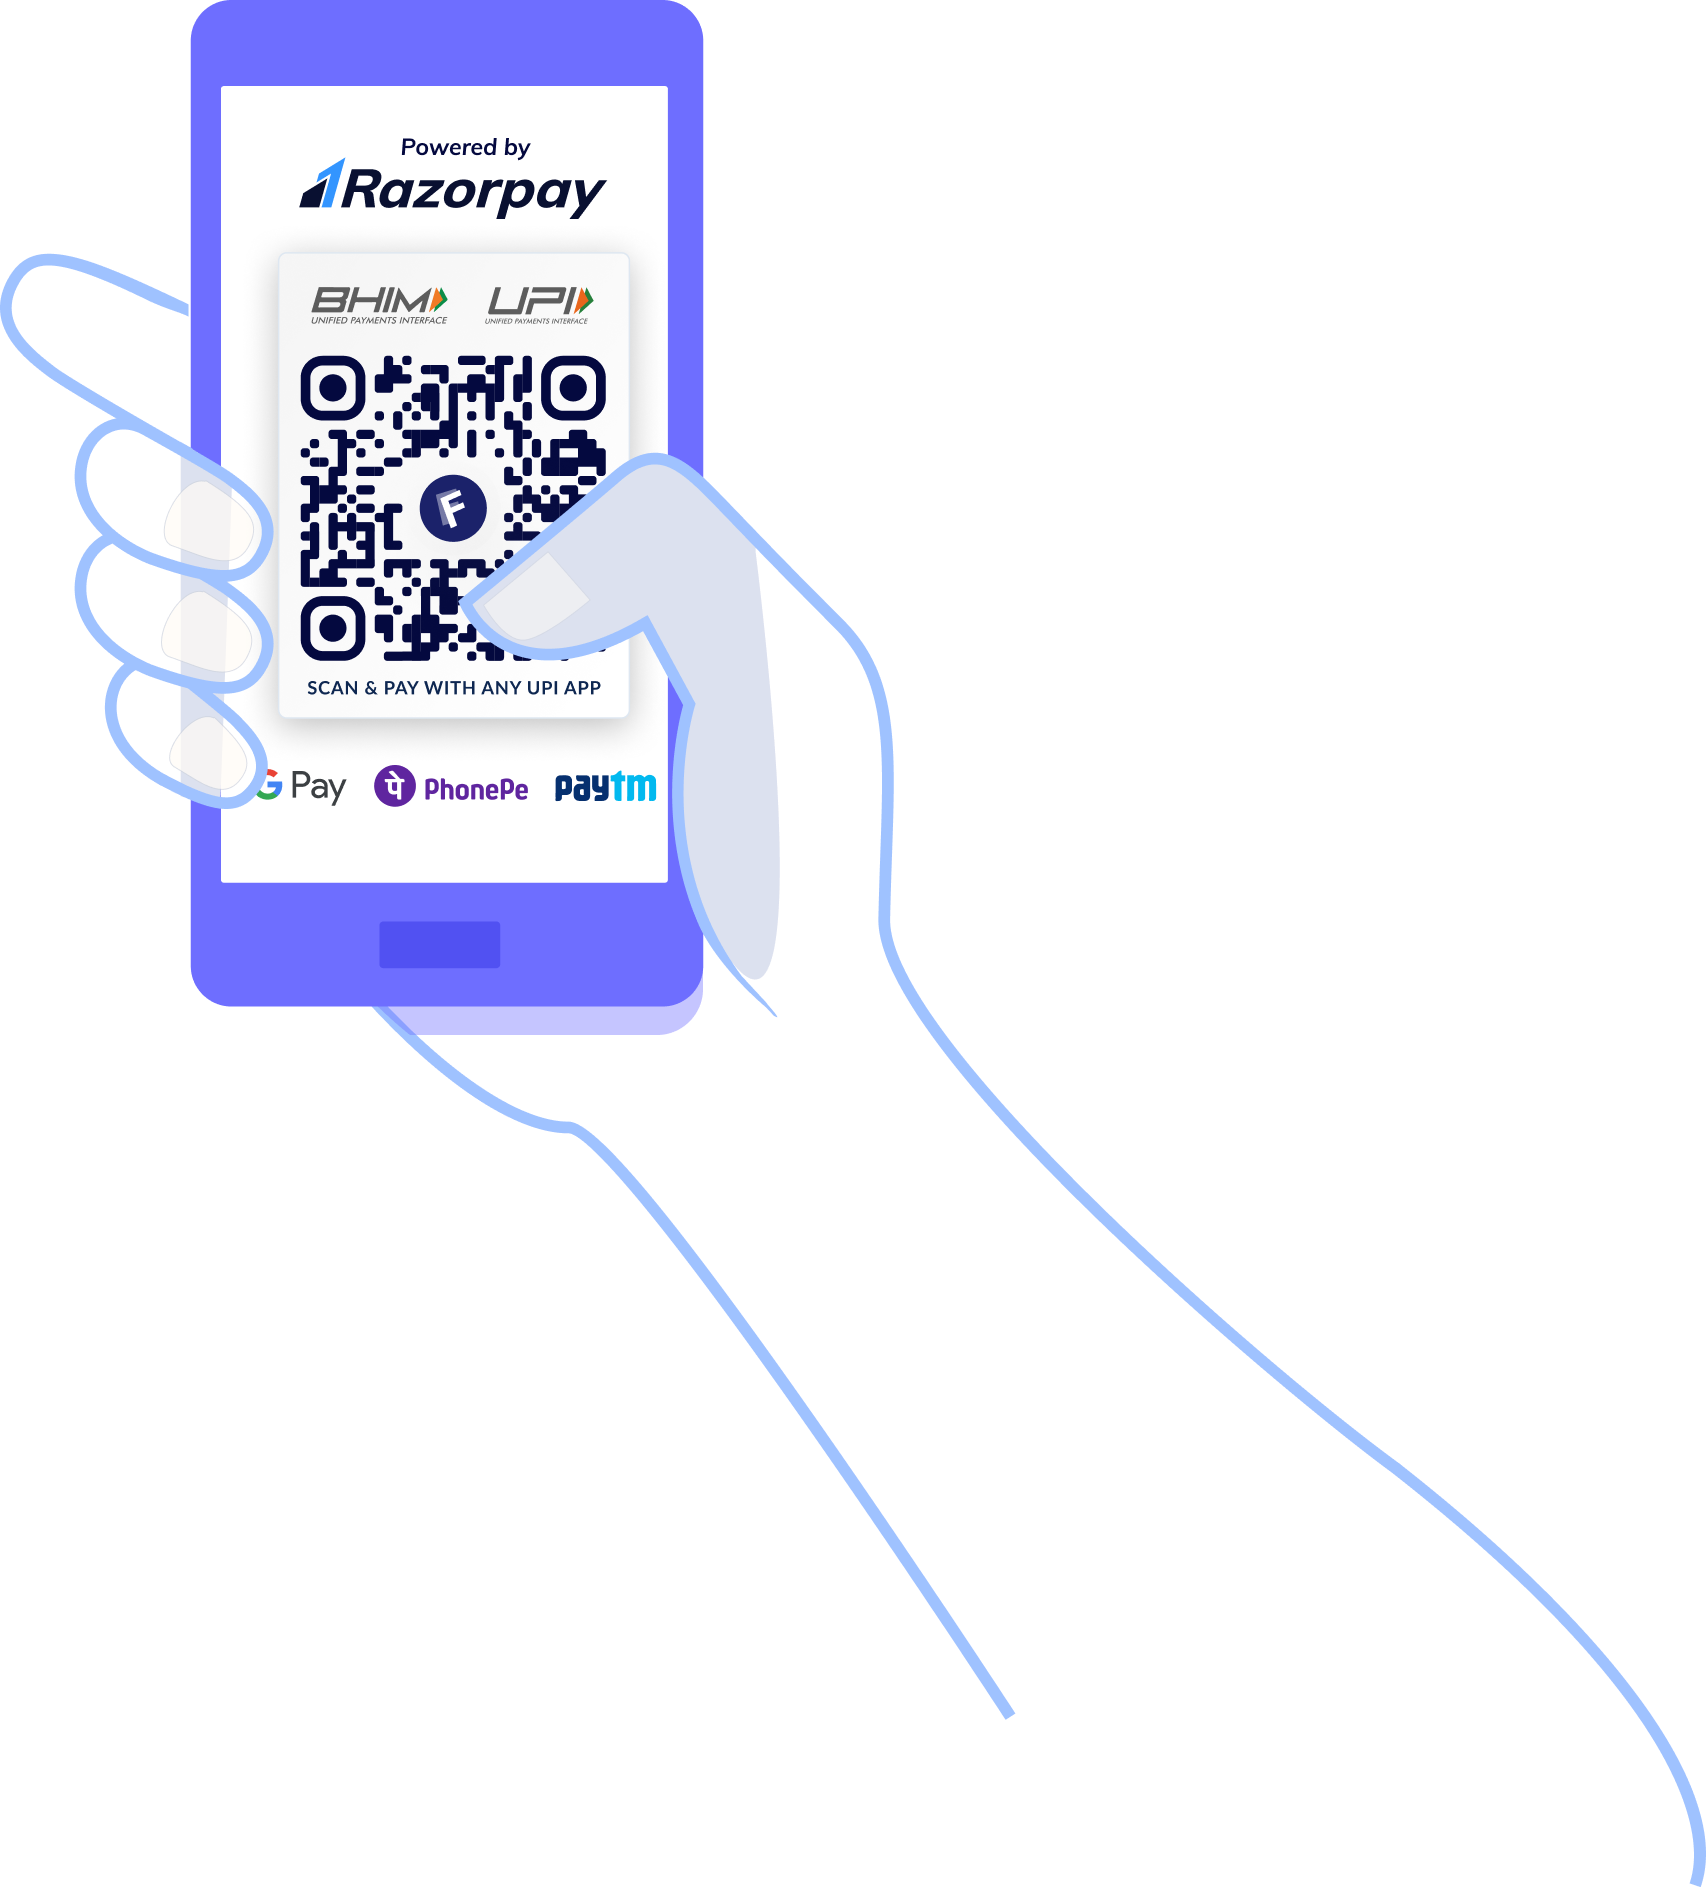 Powered by
Razorpay
BHIM UPI
UNIFIED PAYMENTS INTERFACE UNIFIED PAYMENTS INTERFACE
F
SCAN & PAY WITH ANY UPI APP
G Pay पे PhonePe paytm